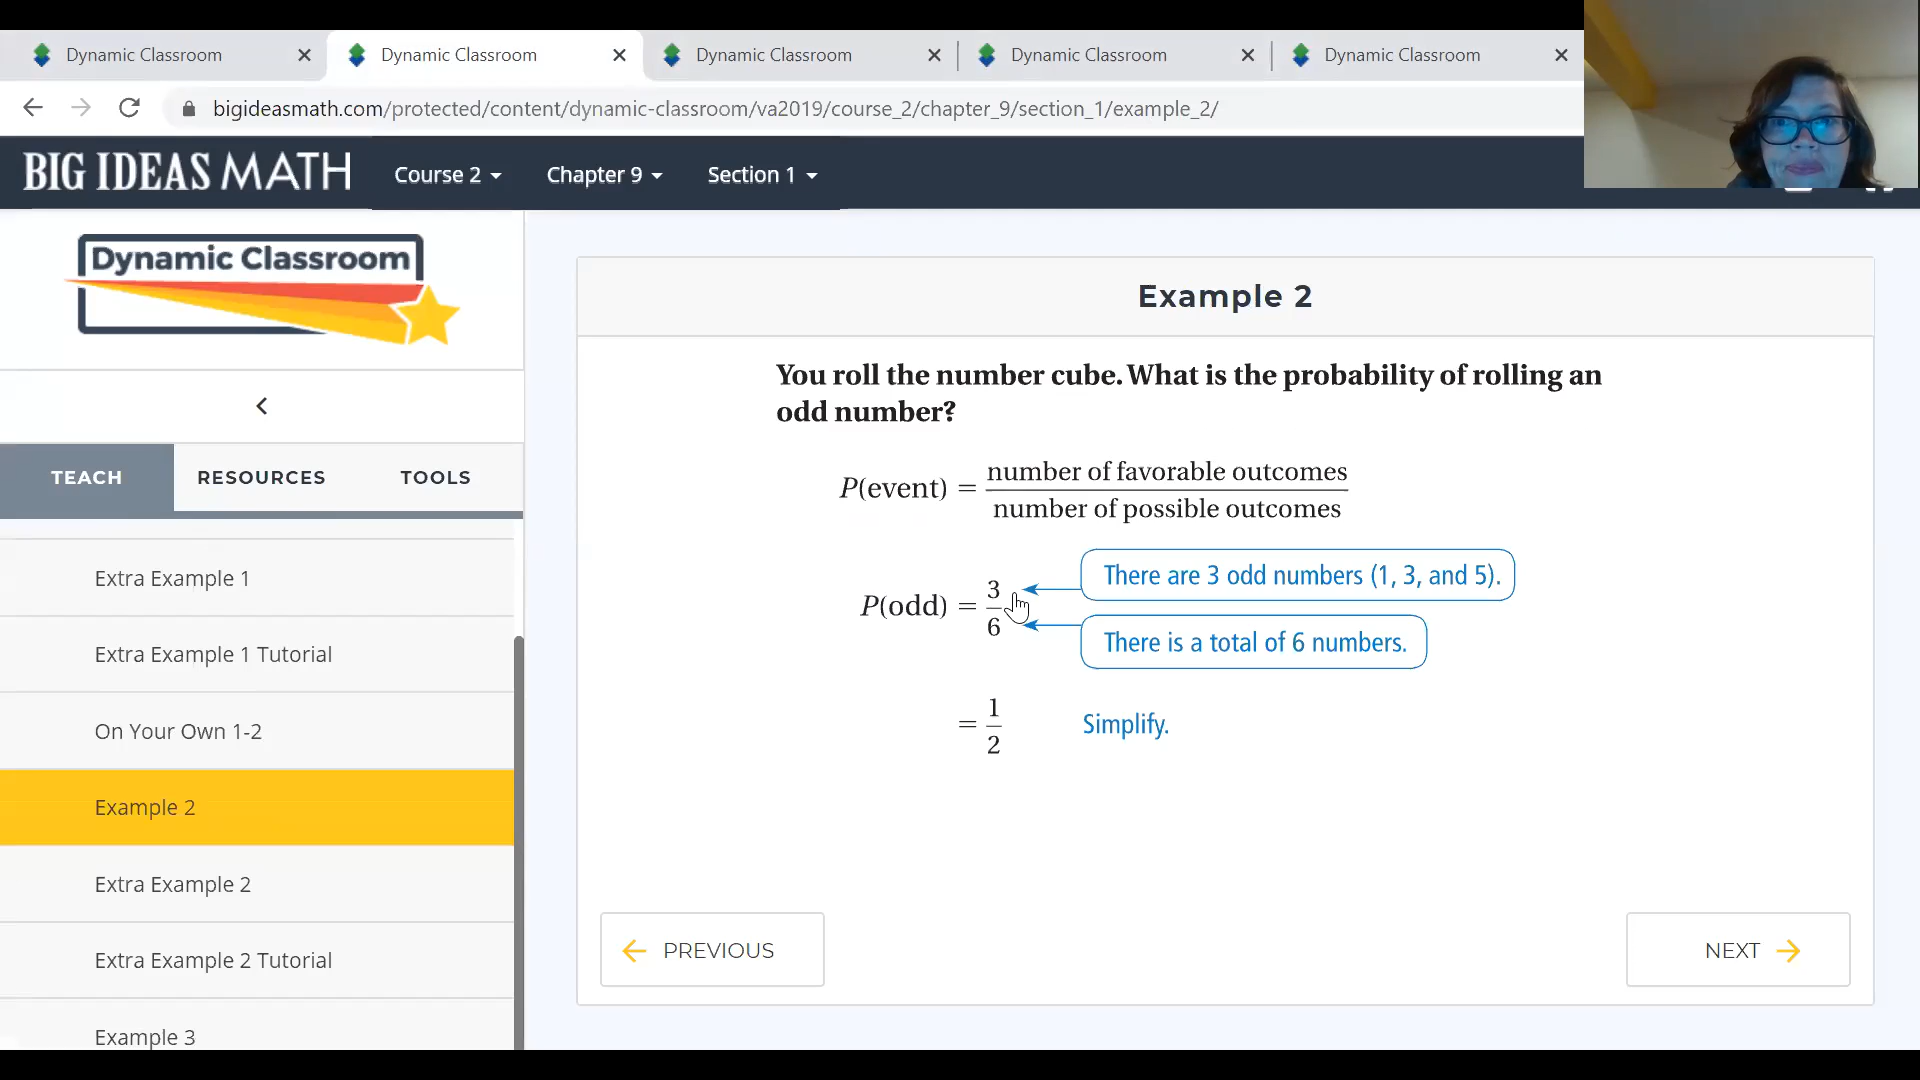 Dynamic Classroom
Dynamic Classroom
Dynamic Classroom
Dynamic Classroom
Dynamic Classroom
bigideasmath.com/protected/content/dynamic-classroom/va2019/course_2/chapter_9/section_1/example_2/
BIG IDEAS MATH
Course 2
Chapter 9
Section 1
Dynamic Classroom
TEACH
RESOURCES
TOOLS
Extra Example 1
Extra Example 1 Tutorial
On Your Own 1-2
Example 2
Extra Example 2
Extra Example 2 Tutorial
Example 3
Example 2
You roll the number cube. What is the probability of rolling an
odd number?
P(event) = number of favorable outcomes
number of possible outcomes
P(odd) = 3/6
There are 3 odd numbers (1, 3, and 5).
There is a total of 6 numbers.
= 1/2 Simplify.
PREVIOUS
NEXT